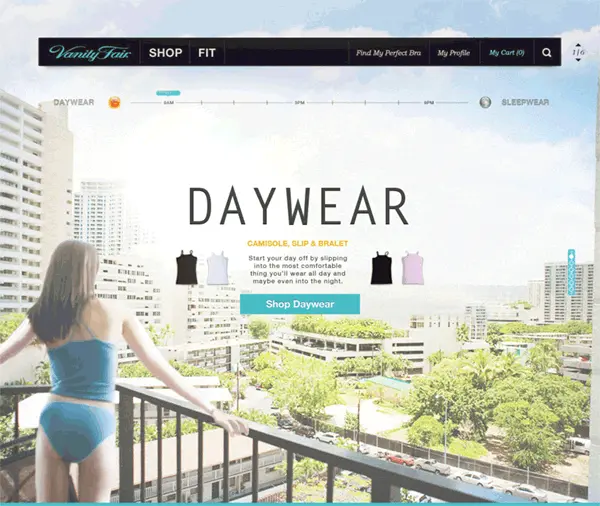 Vanity Fair
SHOP
FIT
Find My Perfect Bra
My Profile
My Cart (0)
1|6
DAYWEAR
6AM
3PM
9PM
SLEEPWEAR
DAYWEAR
CAMISOLE, SLIP & BRALET
Start your day off by slipping
into the most comfortable
thing you'll wear all day and
maybe even into the night.
Shop Daywear